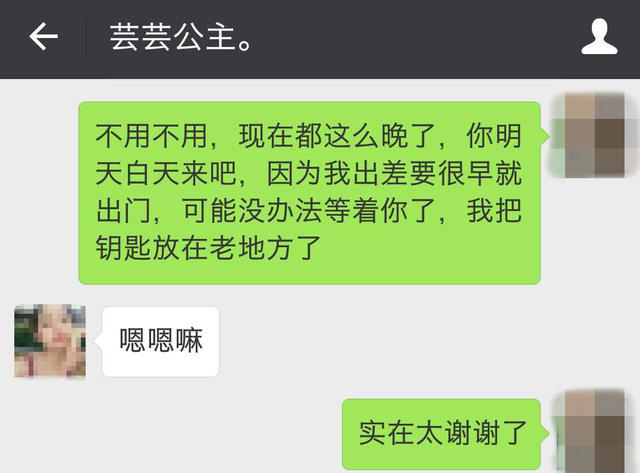 芸芸公主。
不用不用，现在都这么晚了，你明
天白天来吧，因为我出差要很早就
出门，可能没办法等着你了，我把
钥匙放在老地方了
嗯嗯嘛
实在太谢谢了